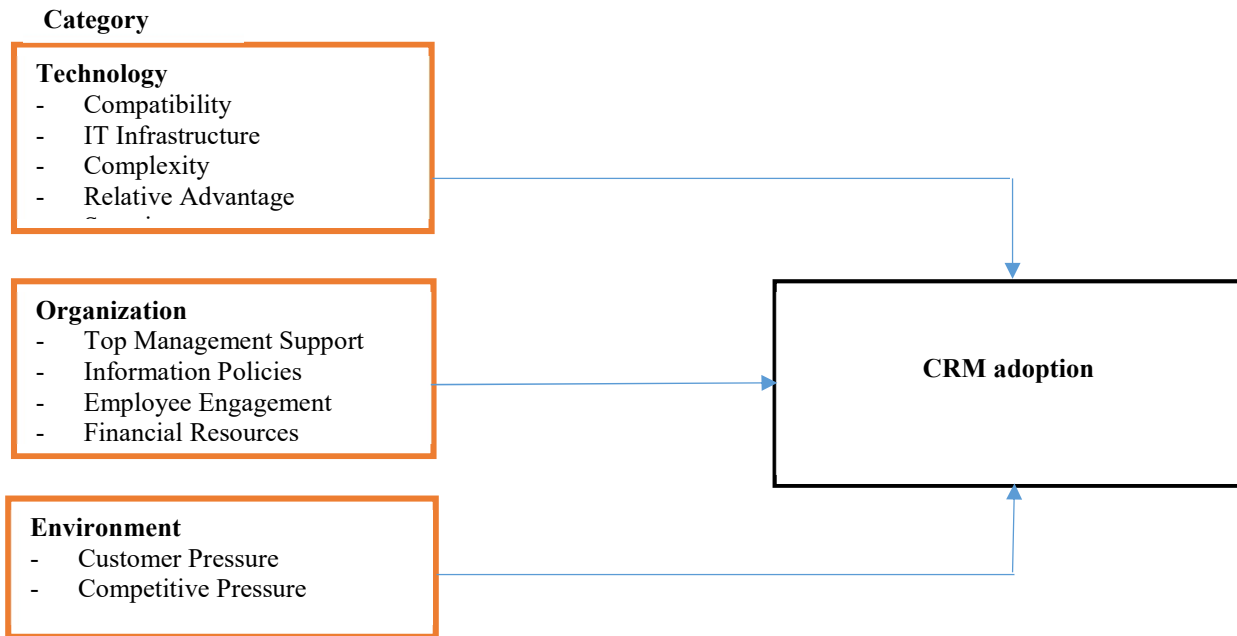 Category
Technology
- Compatibility
- IT Infrastructure
- Complexity
- Relative Advantage
-
Organization
- Top Management Support
- Information Policies
- Employee Engagement
- Financial Resources
CRM adoption
Environment
- Customer Pressure
- Competitive Pressure